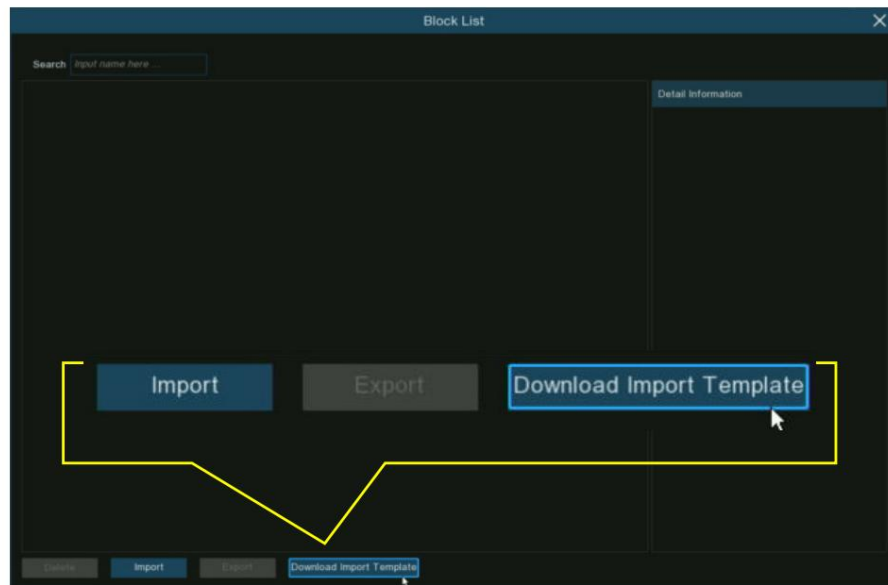 Block List
Search Input name here ...
Detail Information
Import Export Download Import Template
Delete Import Export Download Import Template